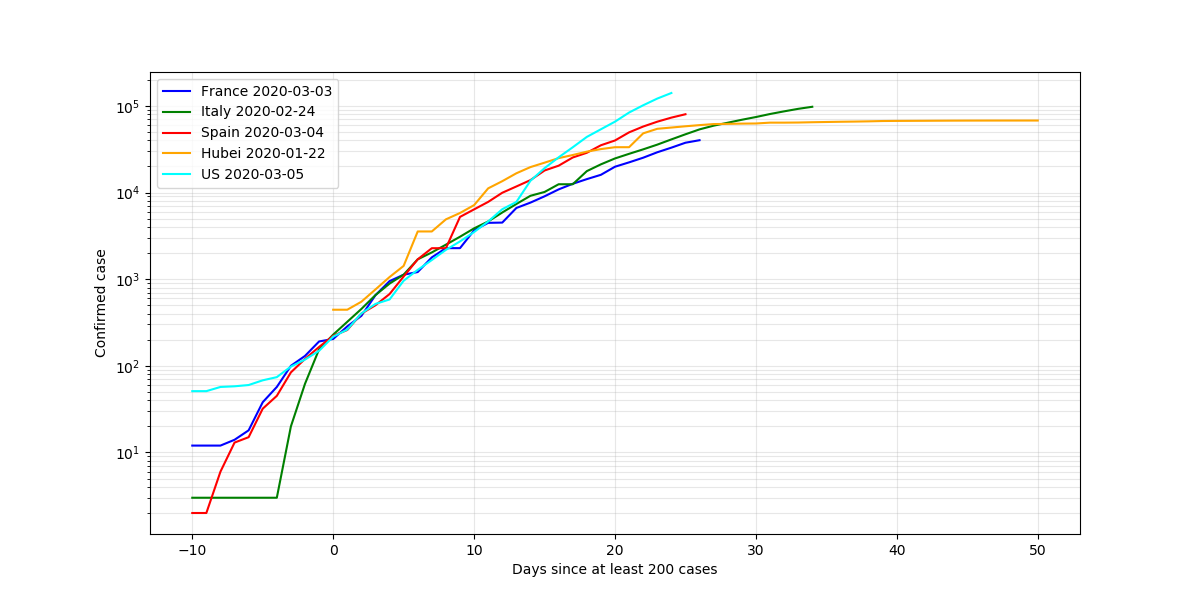 France 2020-03-03
Italy 2020-02-24
Spain 2020-03-04
Hubei 2020-01-22
US 2020-03-05
Confirmed case
10⁵
10⁴
10³
10²
10¹
−10 0 10 20 30 40 50
Days since at least 200 cases